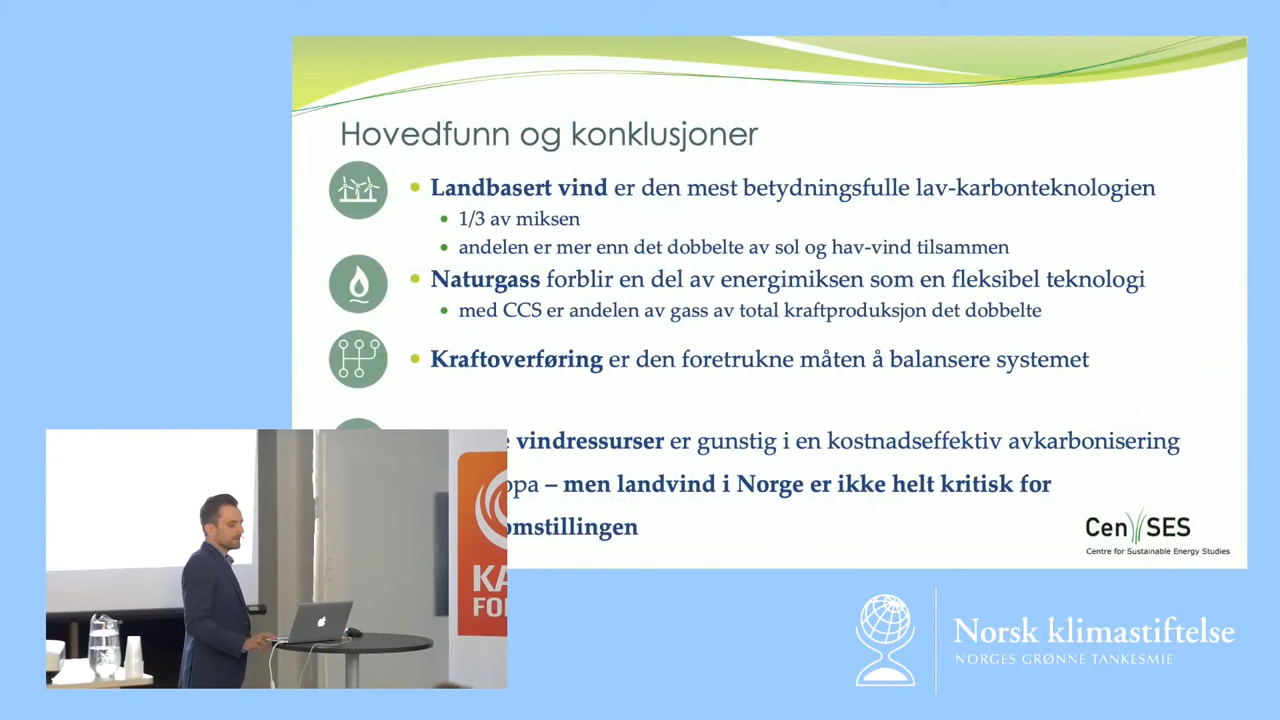 Hovedfunn og konklusjoner
Landbasert vind er den mest betydningsfulle lav-karbonteknologien
1/3 av miksen
andelen er mer enn det dobbelte av sol og hav-vind tilsammen
Naturgass forblir en del av energimiksen som en fleksibel teknologi
med CCS er andelen av gass av total kraftproduksjon det dobbelte
Kraftoverføring er den foretrukne måten å balansere systemet
vindressurser er gunstig i en kostnadseffektiv avkarbonisering
– men landvind i Norge er ikke helt kritisk for
omstillingen
CenSES
Centre for Sustainable Energy Studies
Norsk klimastiftelse
NORGES GRØNNE TANKESMIE